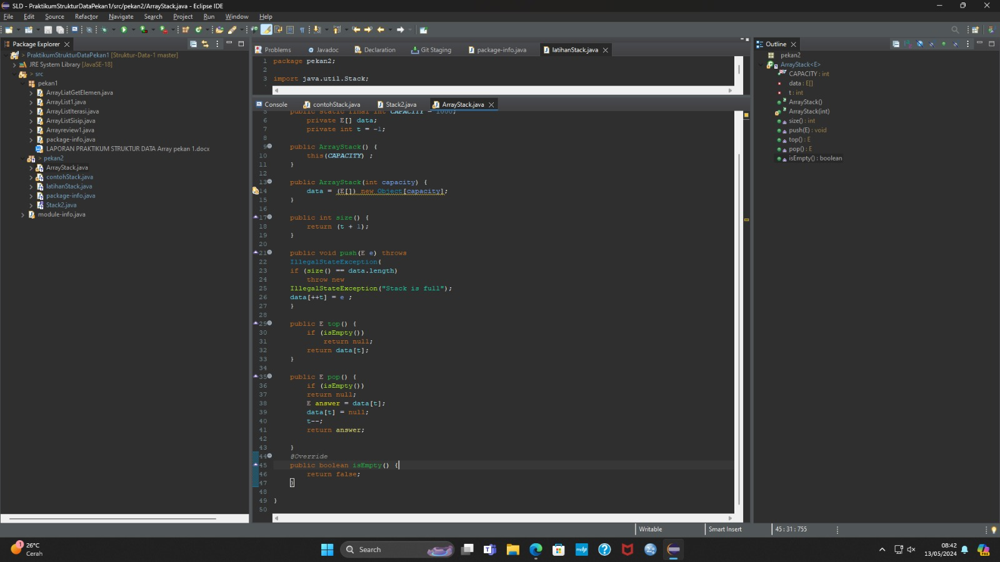 SLD - PraktikumStrukturDataPekan1/src/pekan2/ArrayStack.java - Eclipse IDE
File Edit Source Refactor Navigate Search Project Run Window Help
Package Explorer
> PraktikumStrukturDataPekan1 [Struktur-Data-1 master]
JRE System Library [JavaSE-18]
> src
pekan1
ArrayLiatGetElemen.java
ArrayList1.java
ArrayListIterasi.java
ArrayListSisip.java
Arrayreview1.java
package-info.java
LAPORAN PRAKTIKUM STRUKTUR DATA Array pekan 1.docx
> pekan2
ArrayStack.java
contohStack.java
latihanStack.java
package-info.java
Stack2.java
module-info.java
Problems Javadoc Declaration Git Staging package-info.java latihanStack.java
1 package pekan2;
2
3 import java.util.Stack;
Console contohStack.java Stack2.java ArrayStack.java
5 public static final int CAPACITY = 1000;
6 private E[] data;
7 private int t = -1;
8
9 public ArrayStack() {
10 this(CAPACITY) ;
11 }
12
13 public ArrayStack(int capacity) {
14 data = (E[]) new Object[capacity];
15 }
16
17 public int size() {
18 return (t + 1);
19 }
20
21 public void push(E e) throws
22 IllegalStateException{
23 if (size() == data.length)
24 throw new
25 IllegalStateException("Stack is full");
26 data[++t] = e ;
27 }
28
29 public E top() {
30 if (isEmpty())
31 return null;
32 return data[t];
33 }
34
35 public E pop() {
36 if (isEmpty())
37 return null;
38 E answer = data[t];
39 data[t] = null;
40 t--;
41 return answer;
42
43 }
44 @Override
45 public boolean isEmpty() {
46 return false;
47 }
48
49 }
50
Outline
pekan2
ArrayStack<E>
CAPACITY : int
data : E[]
t : int
ArrayStack()
ArrayStack(int)
size() : int
push(E) : void
top() : E
pop() : E
isEmpty() : boolean
Writable Smart Insert 45 : 31 : 755
1
26°C
Cerah
Search
08:42
13/05/2024